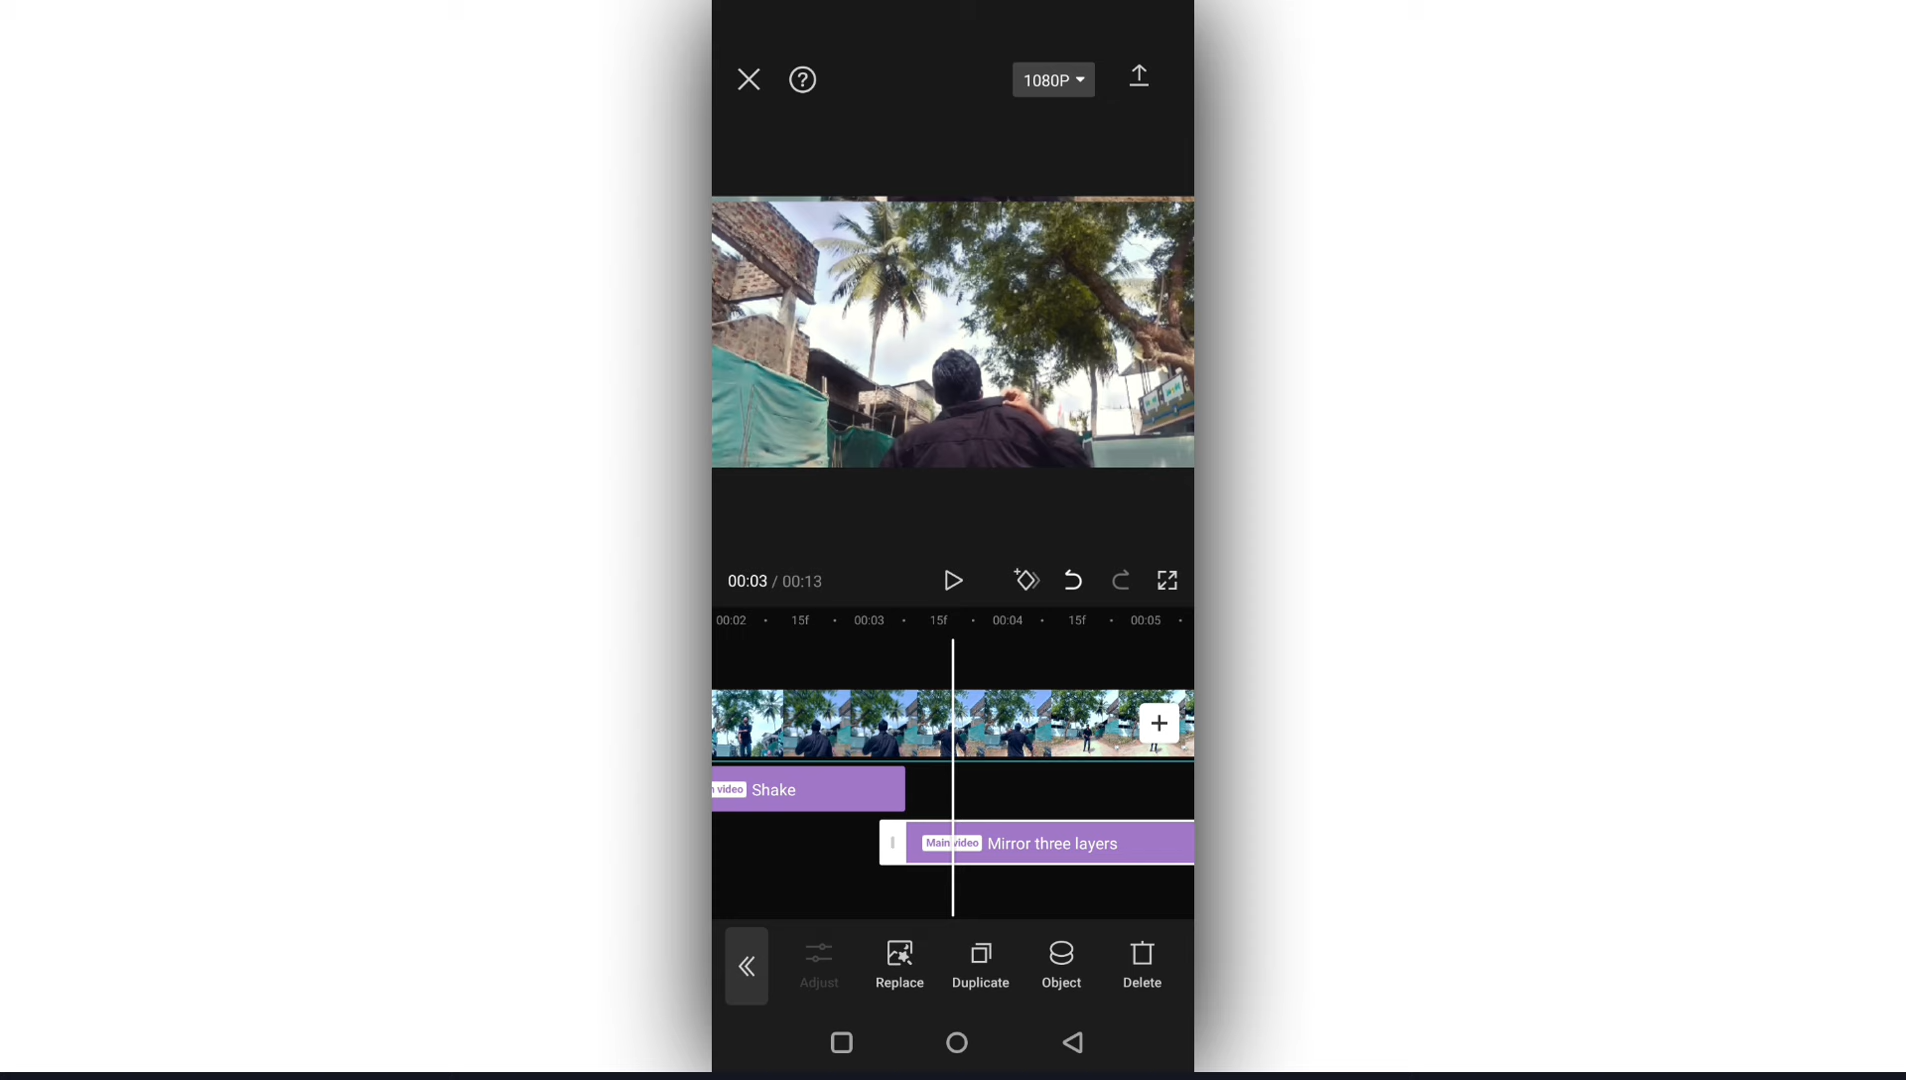 1080P
00:03 / 00:13
00:02 15f 00:03 15f 00:04 15f 00:05
video Shake
Main video Mirror three layers
Adjust Replace Duplicate Object Delete